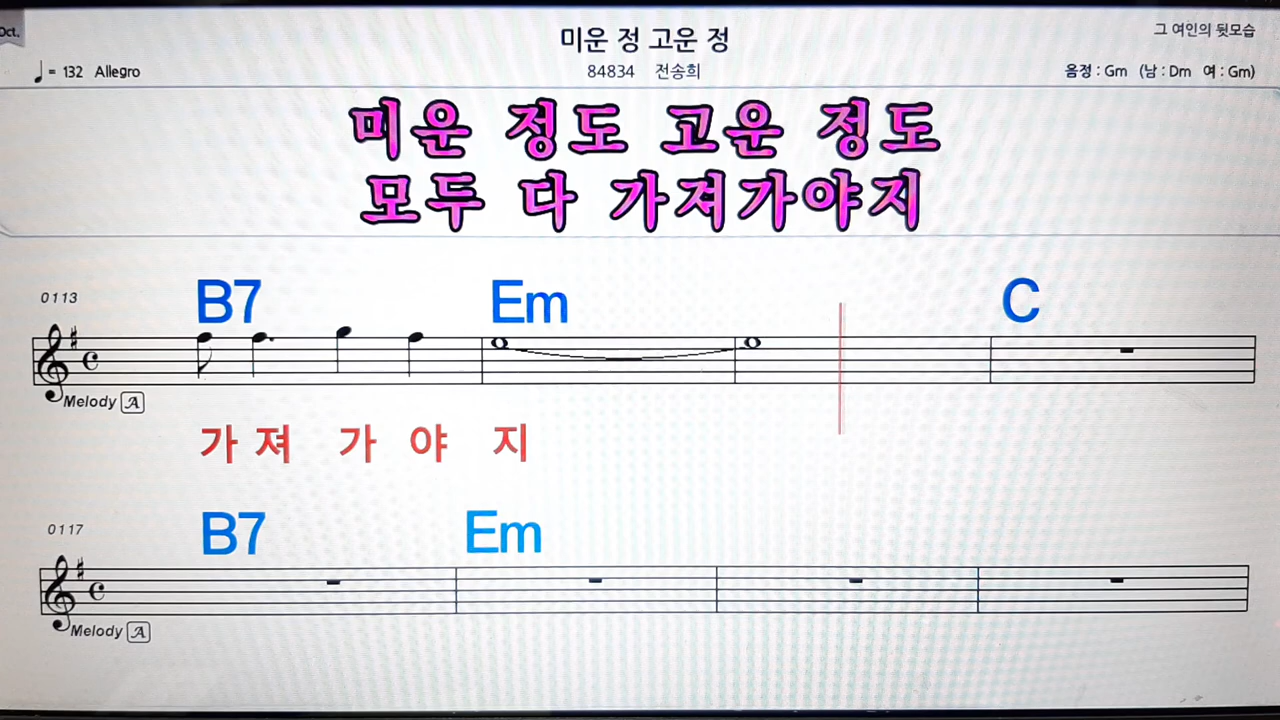 Oct.
미운 정 고운 정
그 여인의 뒷모습
= 132 Allegro
84834 전송희
음정 : Gm (남 : Dm 여 : Gm)
미운 정도 고운 정도
모두 다 가져가야지
0113
B7 Em C
Melody A
가 져 가 야 지
0117
B7 Em
Melody A